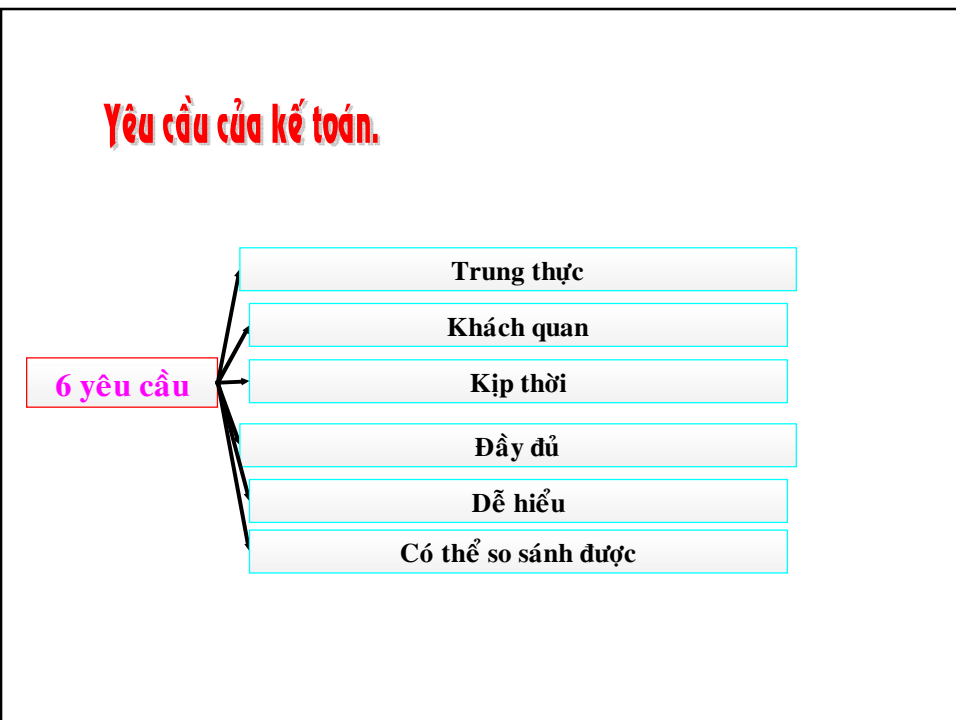 Yêu cầu của kế toán.
Trung thực
Khách quan
6 yêu cầu
Kịp thời
Đầy đủ
Dễ hiểu
Có thể so sánh được